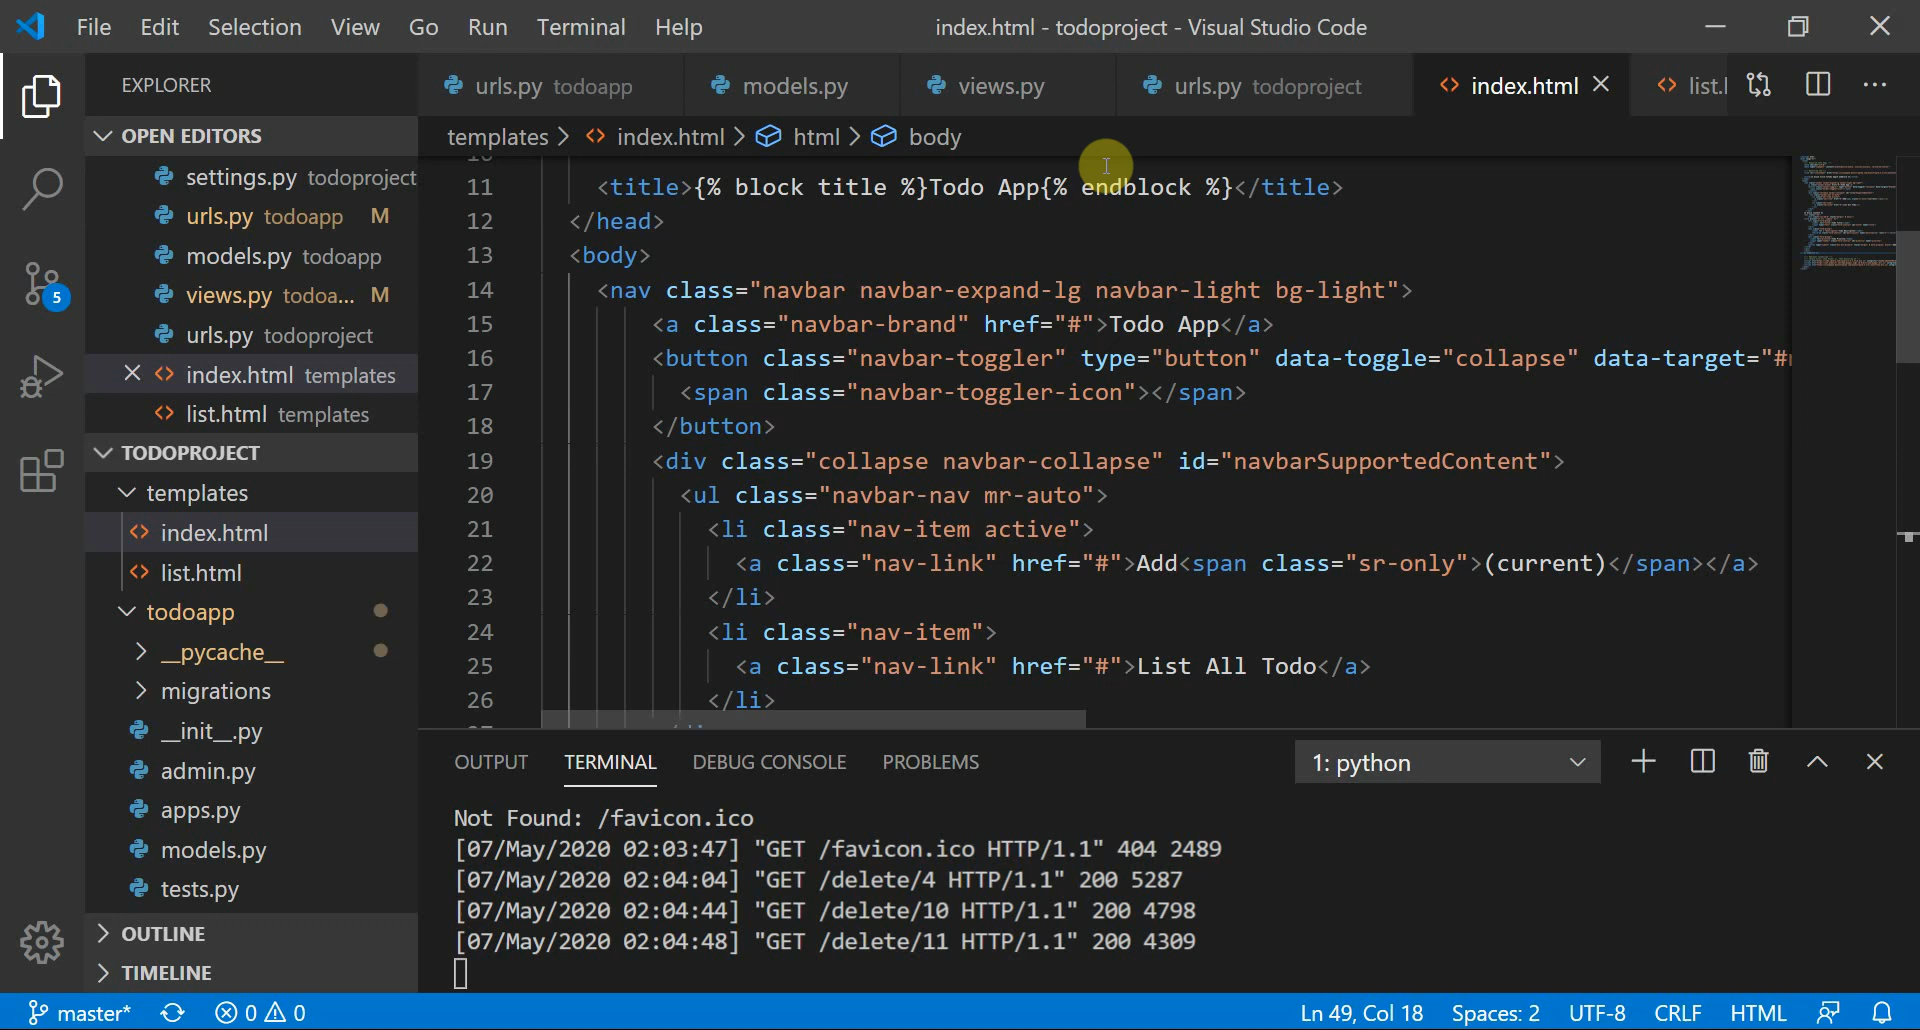 File Edit Selection View Go Run Terminal Help
index.html - todoproject - Visual Studio Code
EXPLORER
urls.py todoapp models.py views.py urls.py todoproject index.html list.
OPEN EDITORS
templates > index.html > html > body
settings.py todoproject
urls.py todoapp M
models.py todoapp
views.py todoa... M
urls.py todoproject
index.html templates
list.html templates
TODOPROJECT
templates
index.html
list.html
todoapp
__pycache__
migrations
__init__.py
admin.py
apps.py
models.py
tests.py
OUTLINE
TIMELINE
5
11 <title>{% block title %}Todo App{% endblock %}</title>
12 </head>
13 <body>
14 <nav class="navbar navbar-expand-lg navbar-light bg-light">
15 <a class="navbar-brand" href="#">Todo App</a>
16 <button class="navbar-toggler" type="button" data-toggle="collapse" data-target="#
17 <span class="navbar-toggler-icon"></span>
18 </button>
19 <div class="collapse navbar-collapse" id="navbarSupportedContent">
20 <ul class="navbar-nav mr-auto">
21 <li class="nav-item active">
22 <a class="nav-link" href="#">Add<span class="sr-only">(current)</span></a>
23 </li>
24 <li class="nav-item">
25 <a class="nav-link" href="#">List All Todo</a>
26 </li>
OUTPUT TERMINAL DEBUG CONSOLE PROBLEMS
1: python
Not Found: /favicon.ico
[07/May/2020 02:03:47] "GET /favicon.ico HTTP/1.1" 404 2489
[07/May/2020 02:04:04] "GET /delete/4 HTTP/1.1" 200 5287
[07/May/2020 02:04:44] "GET /delete/10 HTTP/1.1" 200 4798
[07/May/2020 02:04:48] "GET /delete/11 HTTP/1.1" 200 4309
master* 0 0
Ln 49, Col 18 Spaces: 2 UTF-8 CRLF HTML